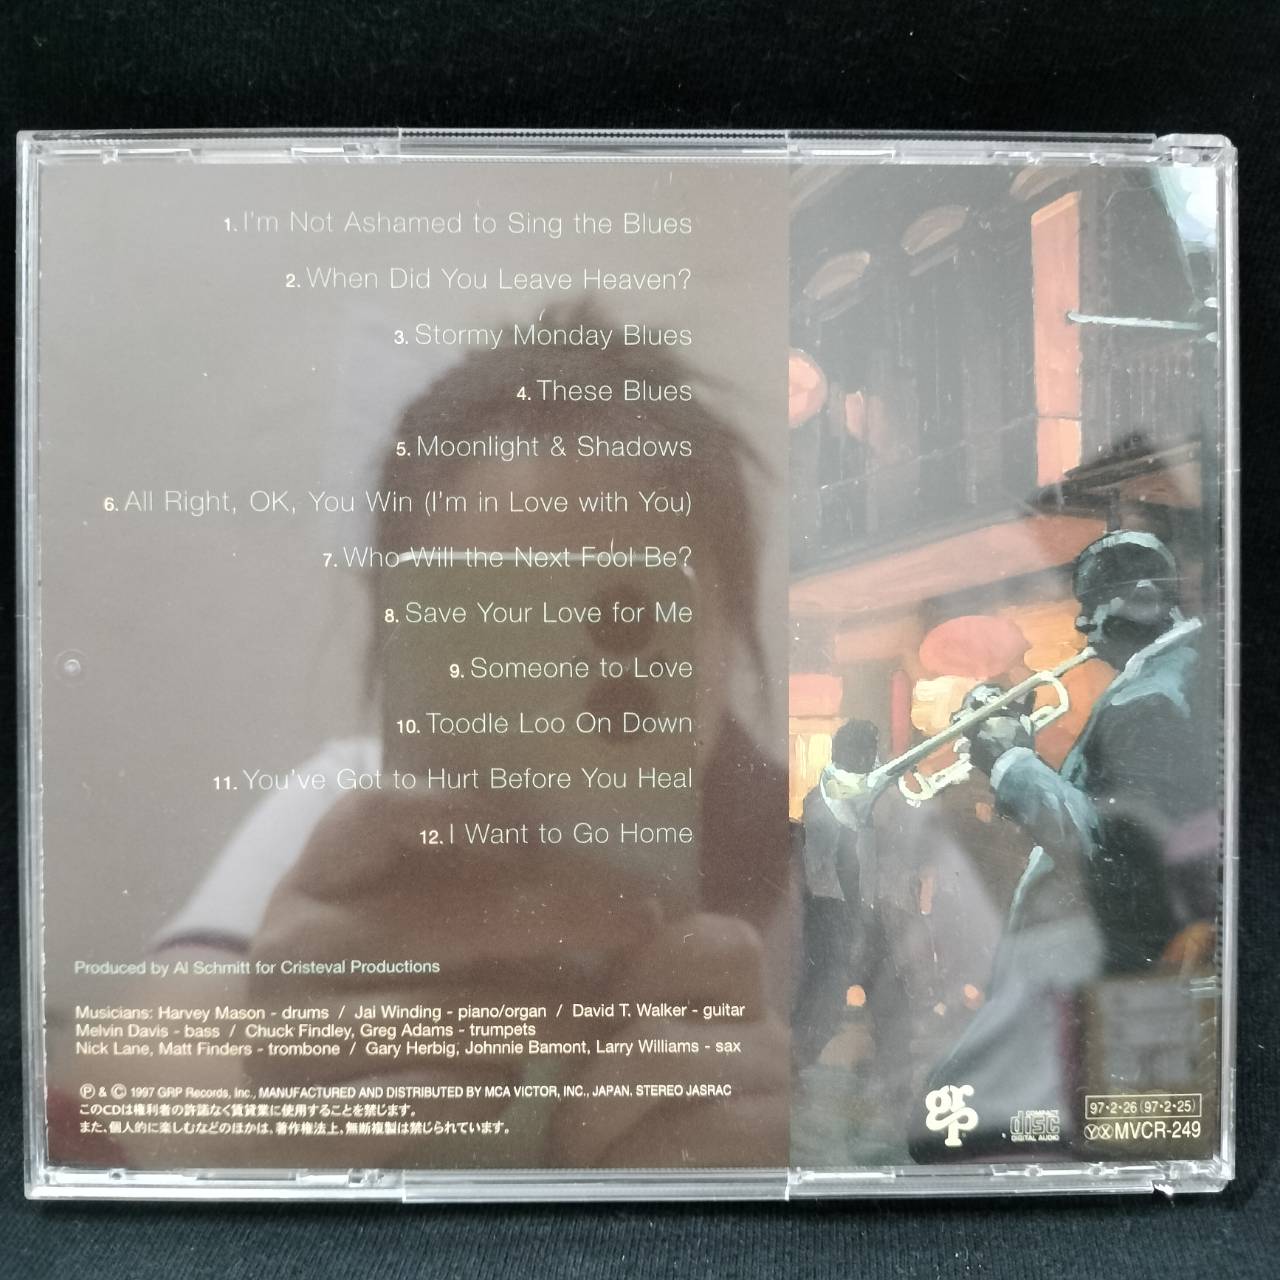 1. I'm Not Ashamed to Sing the Blues
2. When Did You Leave Heaven?
3. Stormy Monday Blues
4. These Blues
5. Moonlight & Shadows
6. All Right, OK, You Win (I'm in Love with You)
7. Who Will the Next Fool Be?
8. Save Your Love for Me
9. Someone to Love
10. Toodle Loo On Down
11. You've Got to Hurt Before You Heal
12. I Want to Go Home
Produced by Al Schmitt for Cristeval Productions
Musicians: Harvey Mason - drums / Jai Winding - piano/organ / David T. Walker - guitar
Melvin Davis - bass / Chuck Findley, Greg Adams - trumpets
Nick Lane, Matt Finders - trombone / Gary Herbig, Johnnie Bamont, Larry Williams - sax
Ⓟ & Ⓒ 1997 GRP Records, Inc., MANUFACTURED AND DISTRIBUTED BY MCA VICTOR, INC., JAPAN. STEREO JASRAC
このCDは権利者の許諾なく賃貸業に使用することを禁じます。
また、個人的に楽しむなどのほかは、著作権法上、無断複製は禁じられています。
grp
COMPACT
disc
DIGITAL AUDIO
97・2・26 (97・2・25)
ⓎⓍMVCR-249